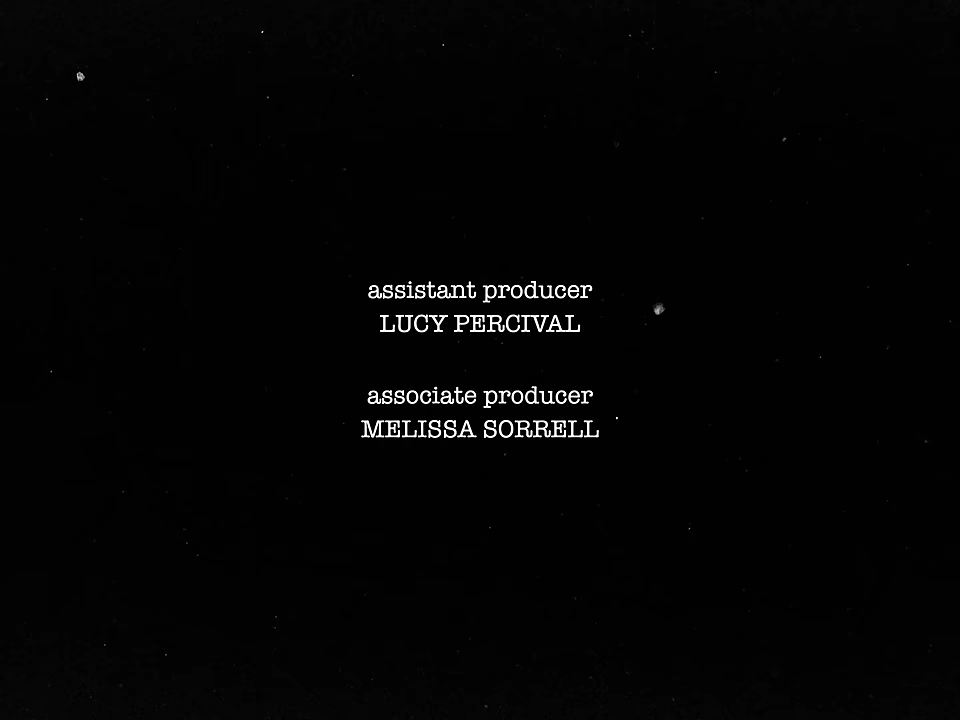 assistant producer
LUCY PERCIVAL
associate producer
MELISSA SORRELL